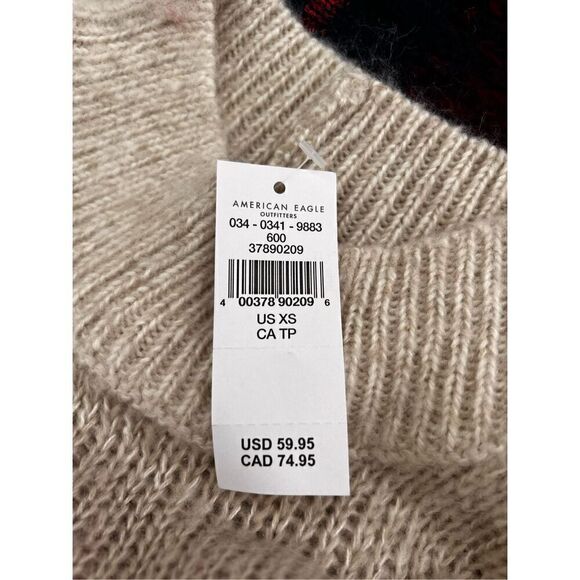 AMERICAN EAGLE
OUTFITTERS
034 - 0341 - 9883
600
37890209
4 00378 90209 6
US XS
CA TP
USD 59.95
CAD 74.95